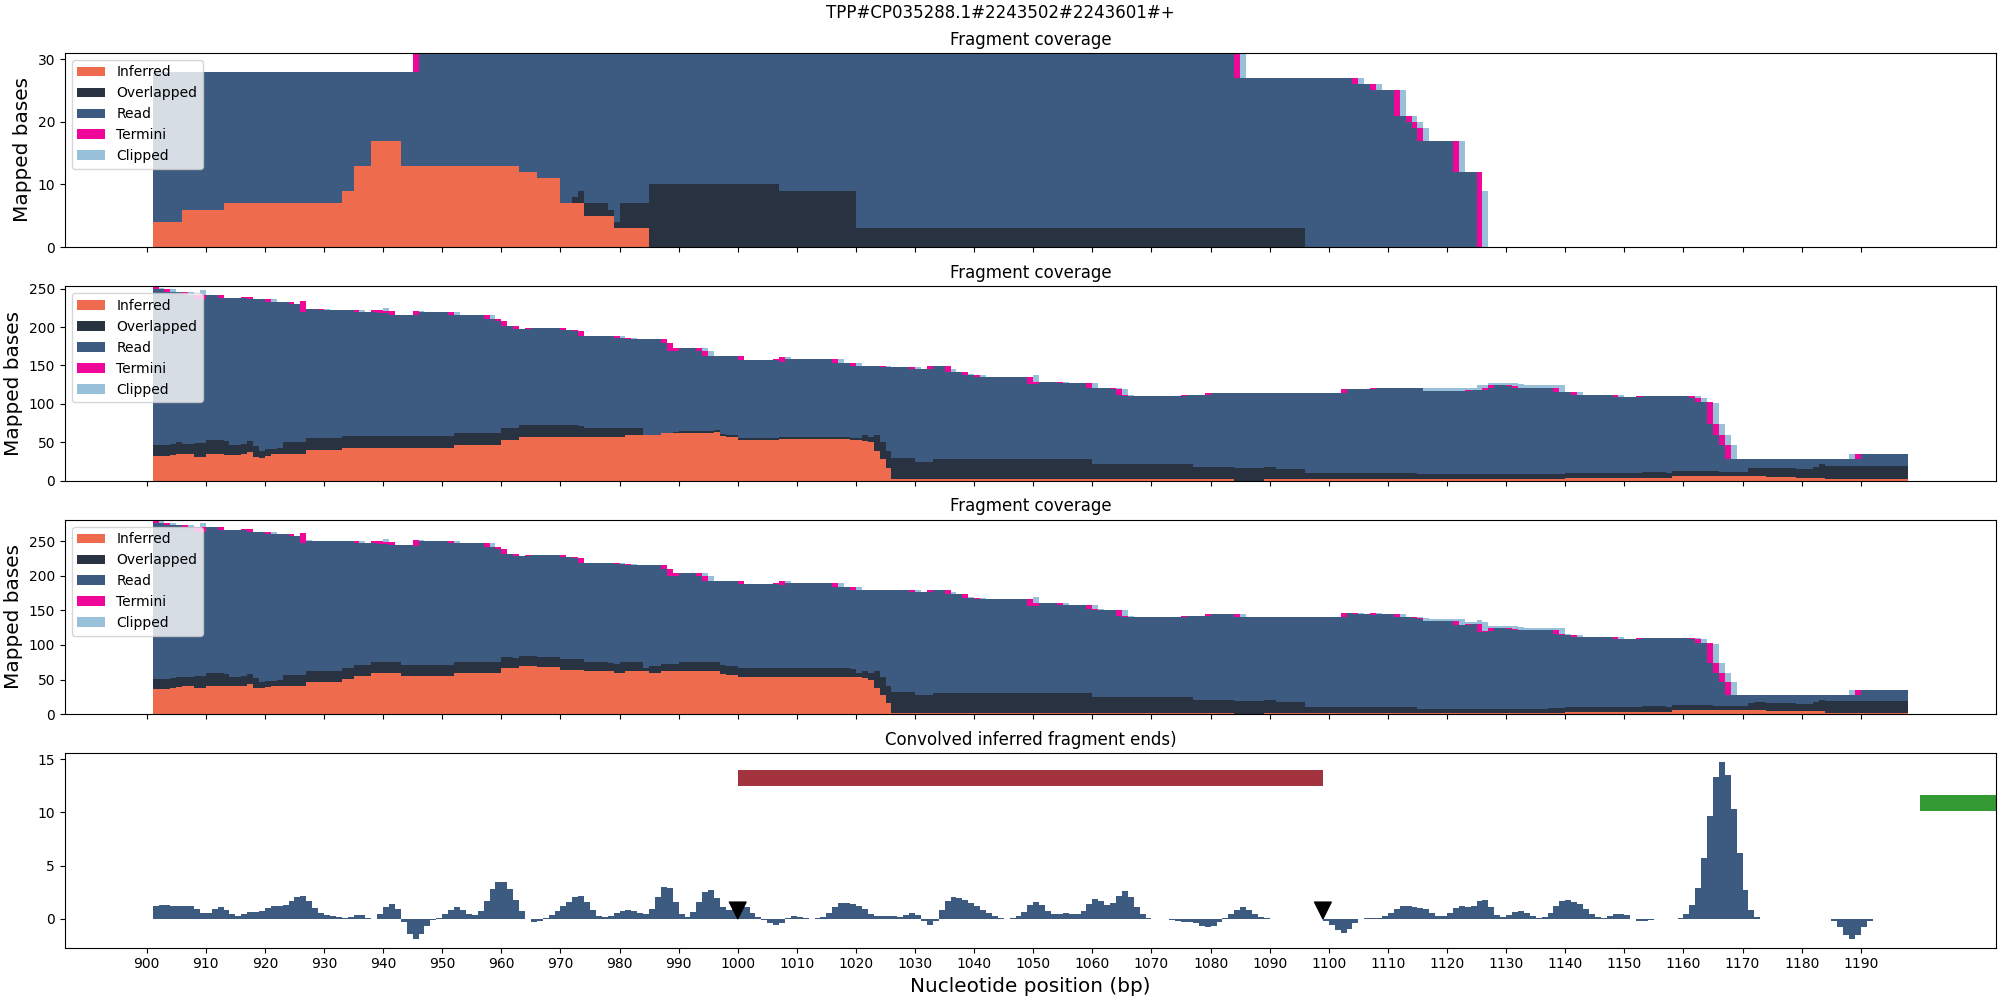 TPP#CP035288.1#2243502#2243601#+
Fragment coverage
Mapped bases
30
20
10
0
Inferred
Overlapped
Read
Termini
Clipped
Fragment coverage
Mapped bases
250
200
150
100
50
0
Inferred
Overlapped
Read
Termini
Clipped
Fragment coverage
Mapped bases
250
200
150
100
50
0
Inferred
Overlapped
Read
Termini
Clipped
Convolved inferred fragment ends)
15
10
5
0
900 910 920 930 940 950 960 970 980 990 1000 1010 1020 1030 1040 1050 1060 1070 1080 1090 1100 1110 1120 1130 1140 1150 1160 1170 1180 1190
Nucleotide position (bp)